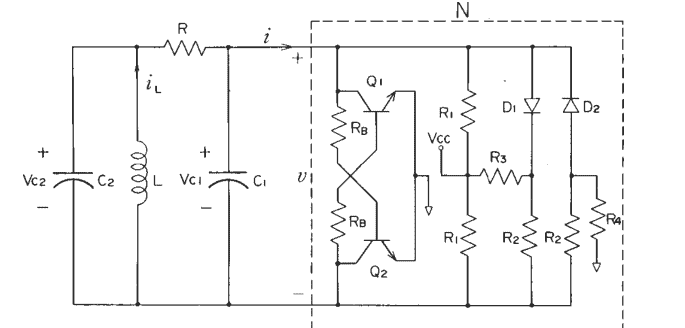 N
R
i
+
iL
Q1
RB
R1
D1
D2
Vcc
R3
+
VC2
−
C2
L
+
VC1
−
C1
v
RB
R1
R2
R2
R4
Q2
−